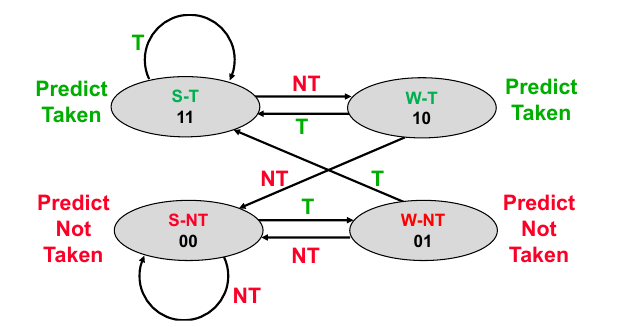 T
Predict
Taken
S-T
11
NT
T
W-T
10
Predict
Taken
NT
T
Predict
Not
Taken
S-NT
00
T
NT
W-NT
01
Predict
Not
Taken
NT